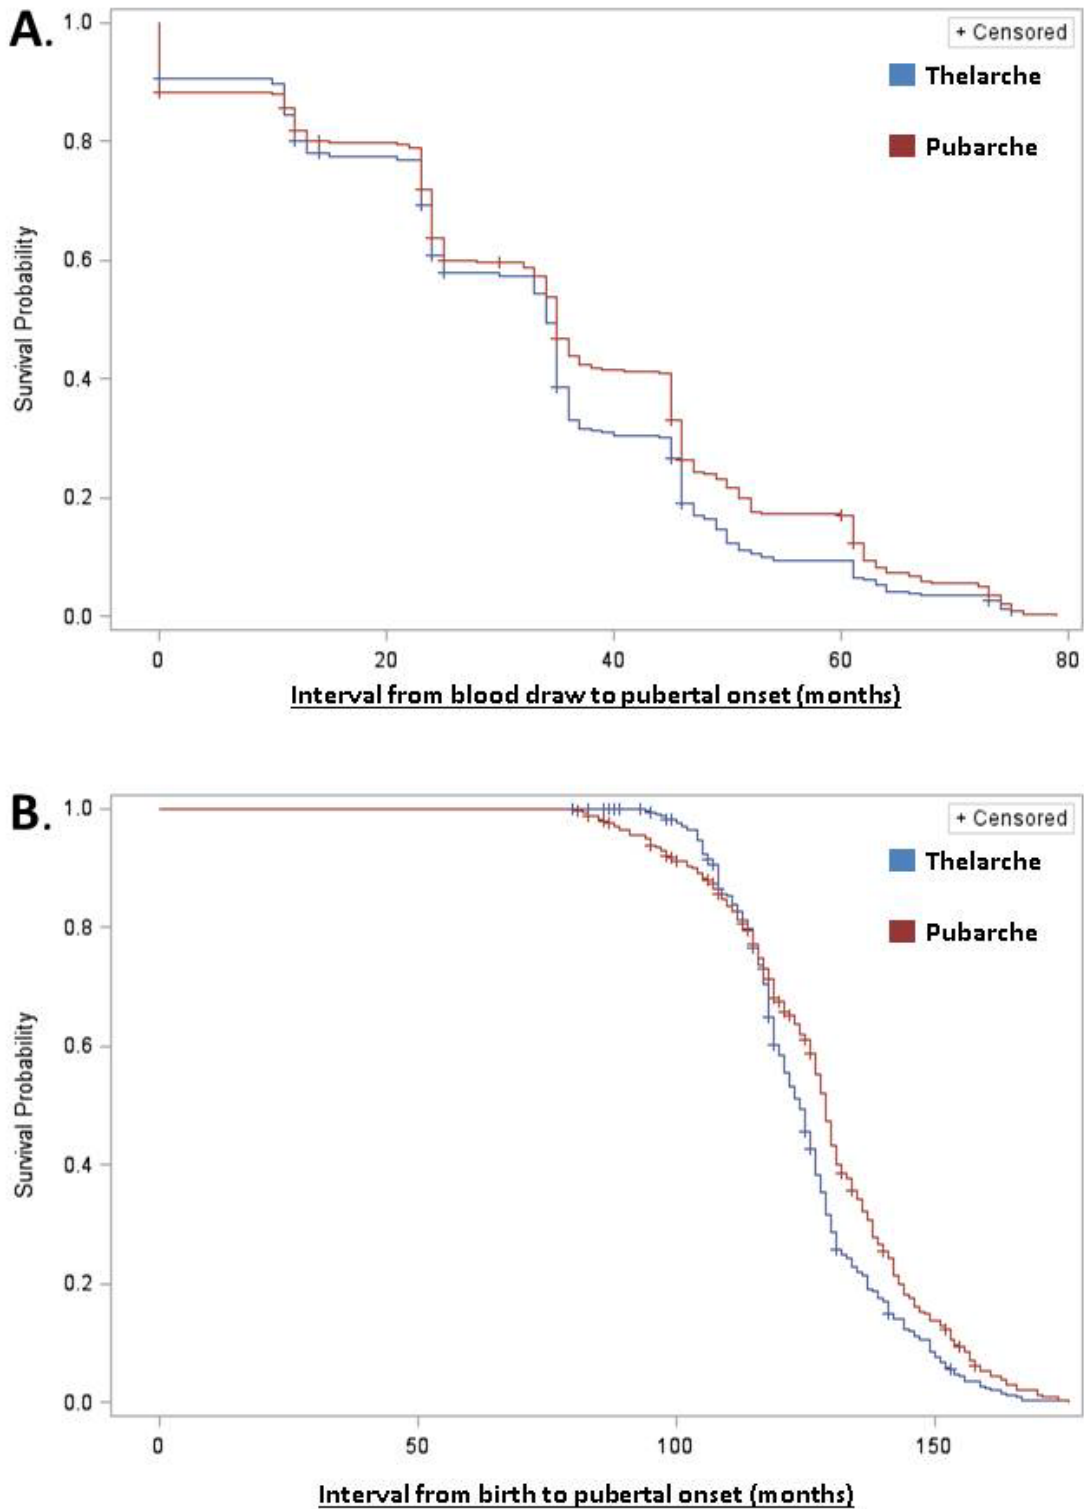 A.
+ Censored
Thelarche
Pubarche
Survival Probability
1.0
0.8
0.6
0.4
0.2
0.0
0 20 40 60 80
Interval from blood draw to pubertal onset (months)
B.
+ Censored
Thelarche
Pubarche
Survival Probability
1.0
0.8
0.6
0.4
0.2
0.0
0 50 100 150
Interval from birth to pubertal onset (months)